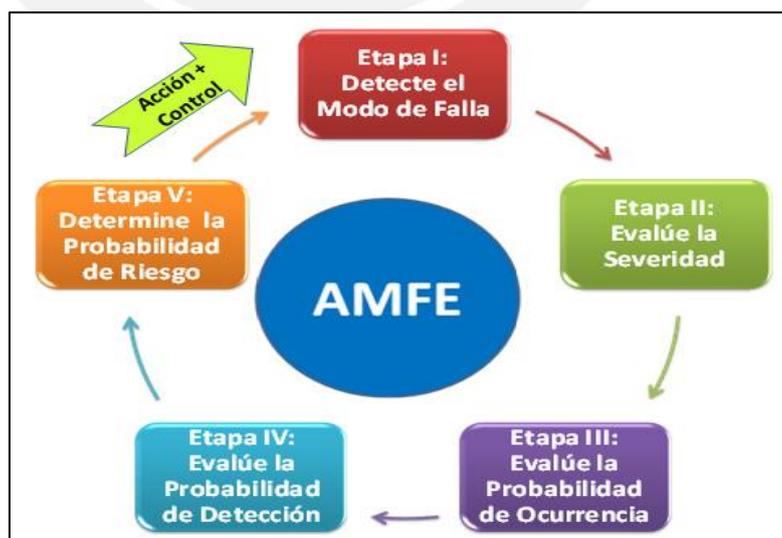 Acción +
Control
Etapa I:
Detecte el
Modo de Falla
Etapa II:
Evalúe la
Severidad
Etapa III:
Evalúe la
Probabilidad
de Ocurrencia
Etapa IV:
Evalúe la
Probabilidad
de Detección
Etapa V:
Determine la
Probabilidad
de Riesgo
AMFE